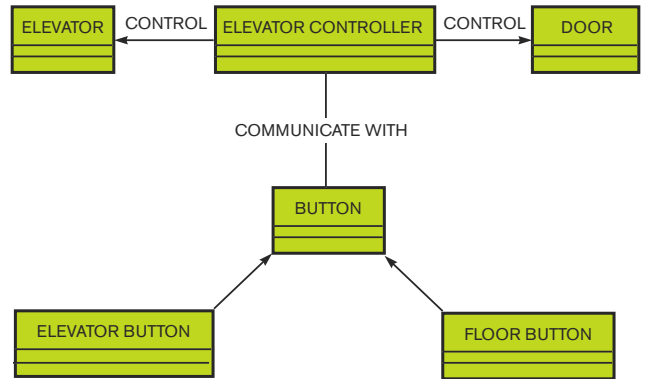 ELEVATOR
CONTROL
ELEVATOR CONTROLLER
CONTROL
DOOR
COMMUNICATE WITH
BUTTON
ELEVATOR BUTTON
FLOOR BUTTON